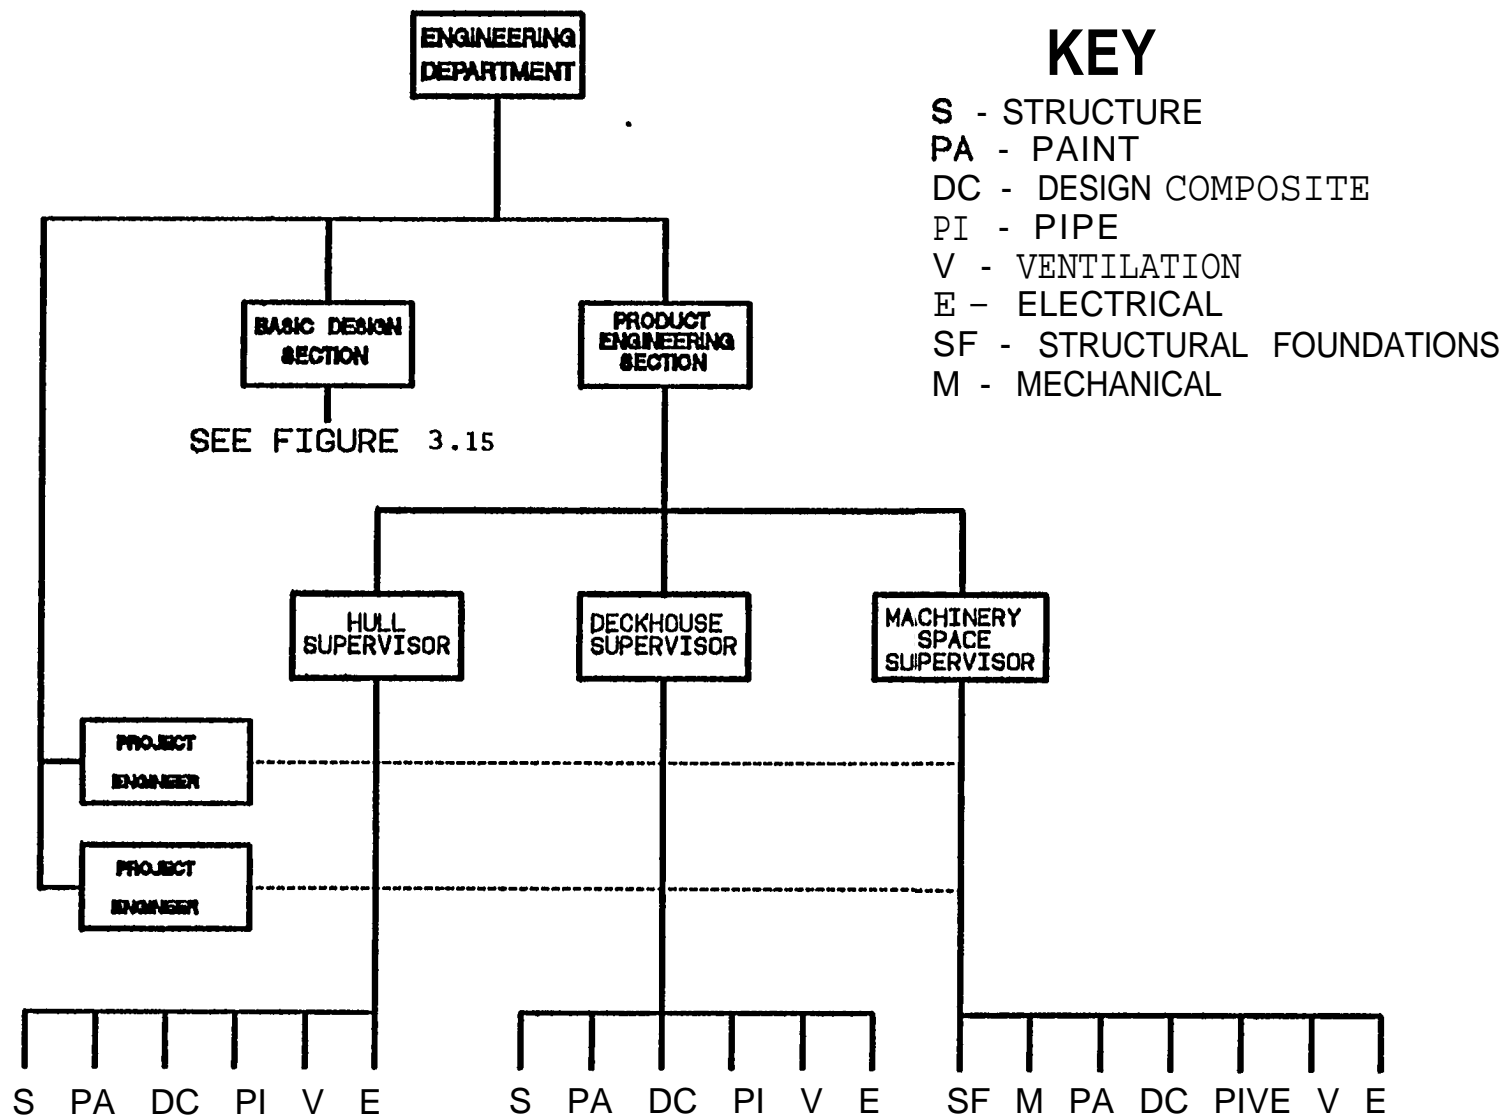 ENGINEERING
DEPARTMENT
KEY
S - STRUCTURE
PA - PAINT
DC - DESIGN COMPOSITE
PI - PIPE
V - VENTILATION
E – ELECTRICAL
SF - STRUCTURAL FOUNDATIONS
M - MECHANICAL
BASIC DESIGN
SECTION
PRODUCT
ENGINEERING
SECTION
SEE FIGURE 3.15
HULL
SUPERVISOR
DECKHOUSE
SUPERVISOR
MACHINERY
SPACE
SUPERVISOR
PROJECT
ENGINEER
PROJECT
ENGINEER
S PA DC PI V E S PA DC PI V E SF M PA DC PIVE V E